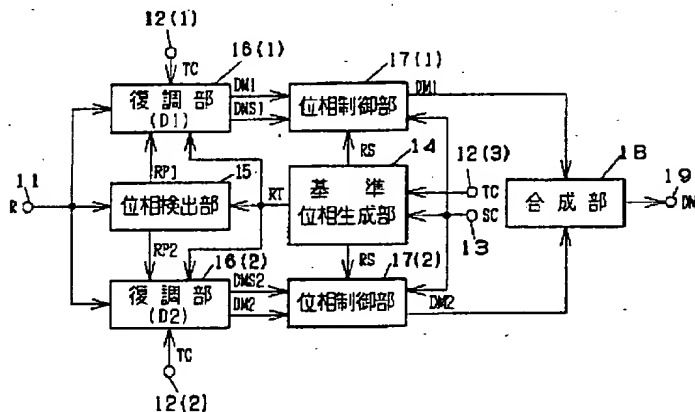 12(1)
TC
16(1)
17(1)
復調部
(D1)
DM1
DMS1
位相制御部
DM1
RS
14
12(3)
18
11
R
RP1
15
位相検出部
RT
基準
位相生成部
TC
SC
13
合成部
19
DM
RP2
16(2)
RS
17(2)
復調部
(D2)
DMS2
DM2
位相制御部
DM2
TC
12(2)